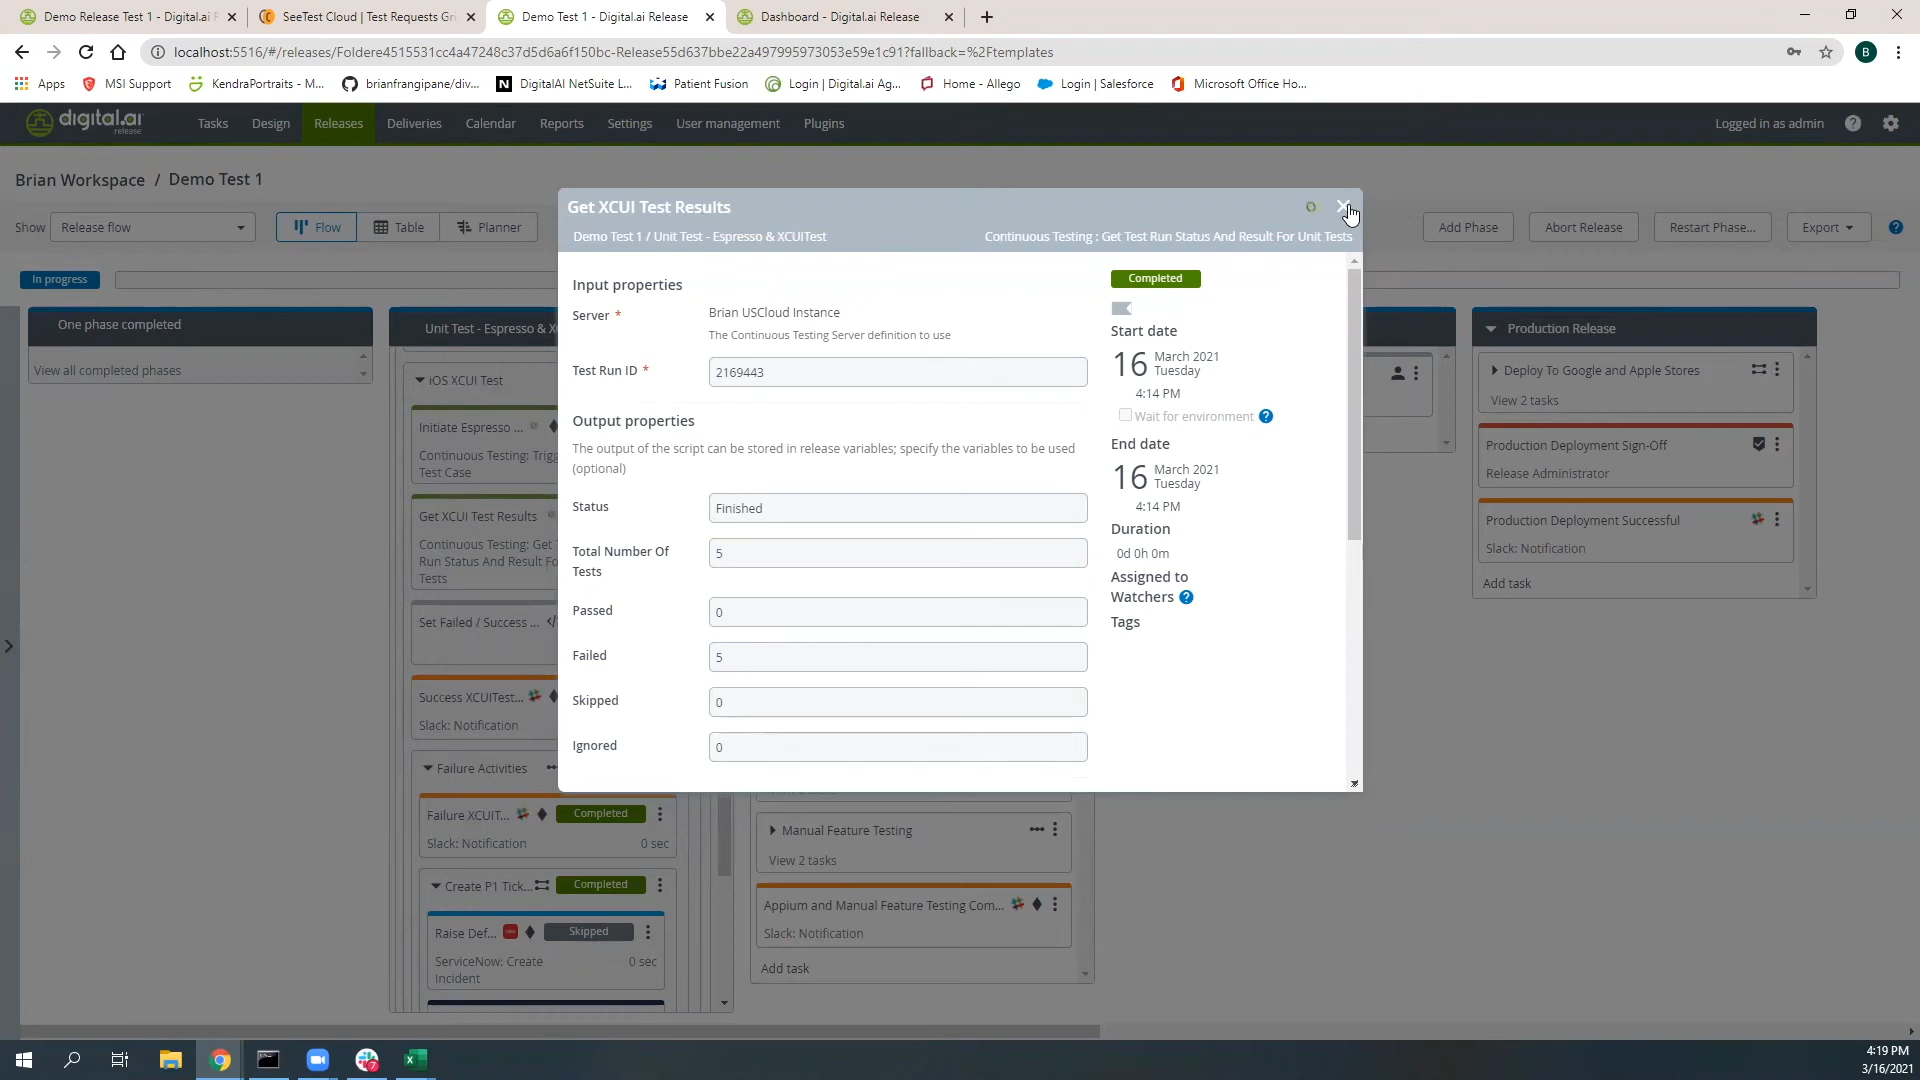 Demo Release Test 1 - Digital.ai F
SeeTest Cloud | Test Requests Gri
Demo Test 1 - Digital.ai Release
Dashboard - Digital.ai Release
localhost:5516/#/releases/Foldere4515531cc4a47248c37d5d6a6f150bc-Release55d637bbe22a497995973053e59e1c91?fallback=%2Ftemplates
B
Apps
MSI Support
KendraPortraits - M...
brianfrangipane/div...
DigitalAI NetSuite L...
Patient Fusion
Login | Digital.ai Ag...
Home - Allego
Login | Salesforce
Microsoft Office Ho...
digital.ai
release
Tasks
Design
Releases
Deliveries
Calendar
Reports
Settings
User management
Plugins
Logged in as admin
Brian Workspace / Demo Test 1
Show
Release flow
Flow
Table
Planner
Add Phase
Abort Release
Restart Phase...
Export
In progress
One phase completed
View all completed phases
Unit Test - Espresso & X
iOS XCUI Test
Initiate Espresso ...
Continuous Testing: Trigg
Test Case
Get XCUI Test Results
Continuous Testing: Get T
Run Status And Result Fo
Tests
Set Failed / Success ...
Success XCUITest...
Slack: Notification
Failure Activities
Failure XCUIT...
Completed
Slack: Notification
0 sec
Create P1 Tick...
Completed
Raise Def...
Skipped
ServiceNow: Create
Incident
0 sec
Get XCUI Test Results
Demo Test 1 / Unit Test - Espresso & XCUITest
Continuous Testing : Get Test Run Status And Result For Unit Tests
Input properties
Server *
Brian USCloud Instance
The Continuous Testing Server definition to use
Test Run ID *
2169443
Output properties
The output of the script can be stored in release variables; specify the variables to be used
(optional)
Status
Finished
Total Number Of
Tests
5
Passed
0
Failed
5
Skipped
0
Ignored
0
Completed
Start date
16
March 2021
Tuesday
4:14 PM
Wait for environment
End date
16
March 2021
Tuesday
4:14 PM
Duration
0d 0h 0m
Assigned to
Watchers
Tags
Manual Feature Testing
View 2 tasks
Appium and Manual Feature Testing Com...
Slack: Notification
Add task
Production Release
Deploy To Google and Apple Stores
View 2 tasks
Production Deployment Sign-Off
Release Administrator
Production Deployment Successful
Slack: Notification
Add task
7
4:19 PM
3/16/2021